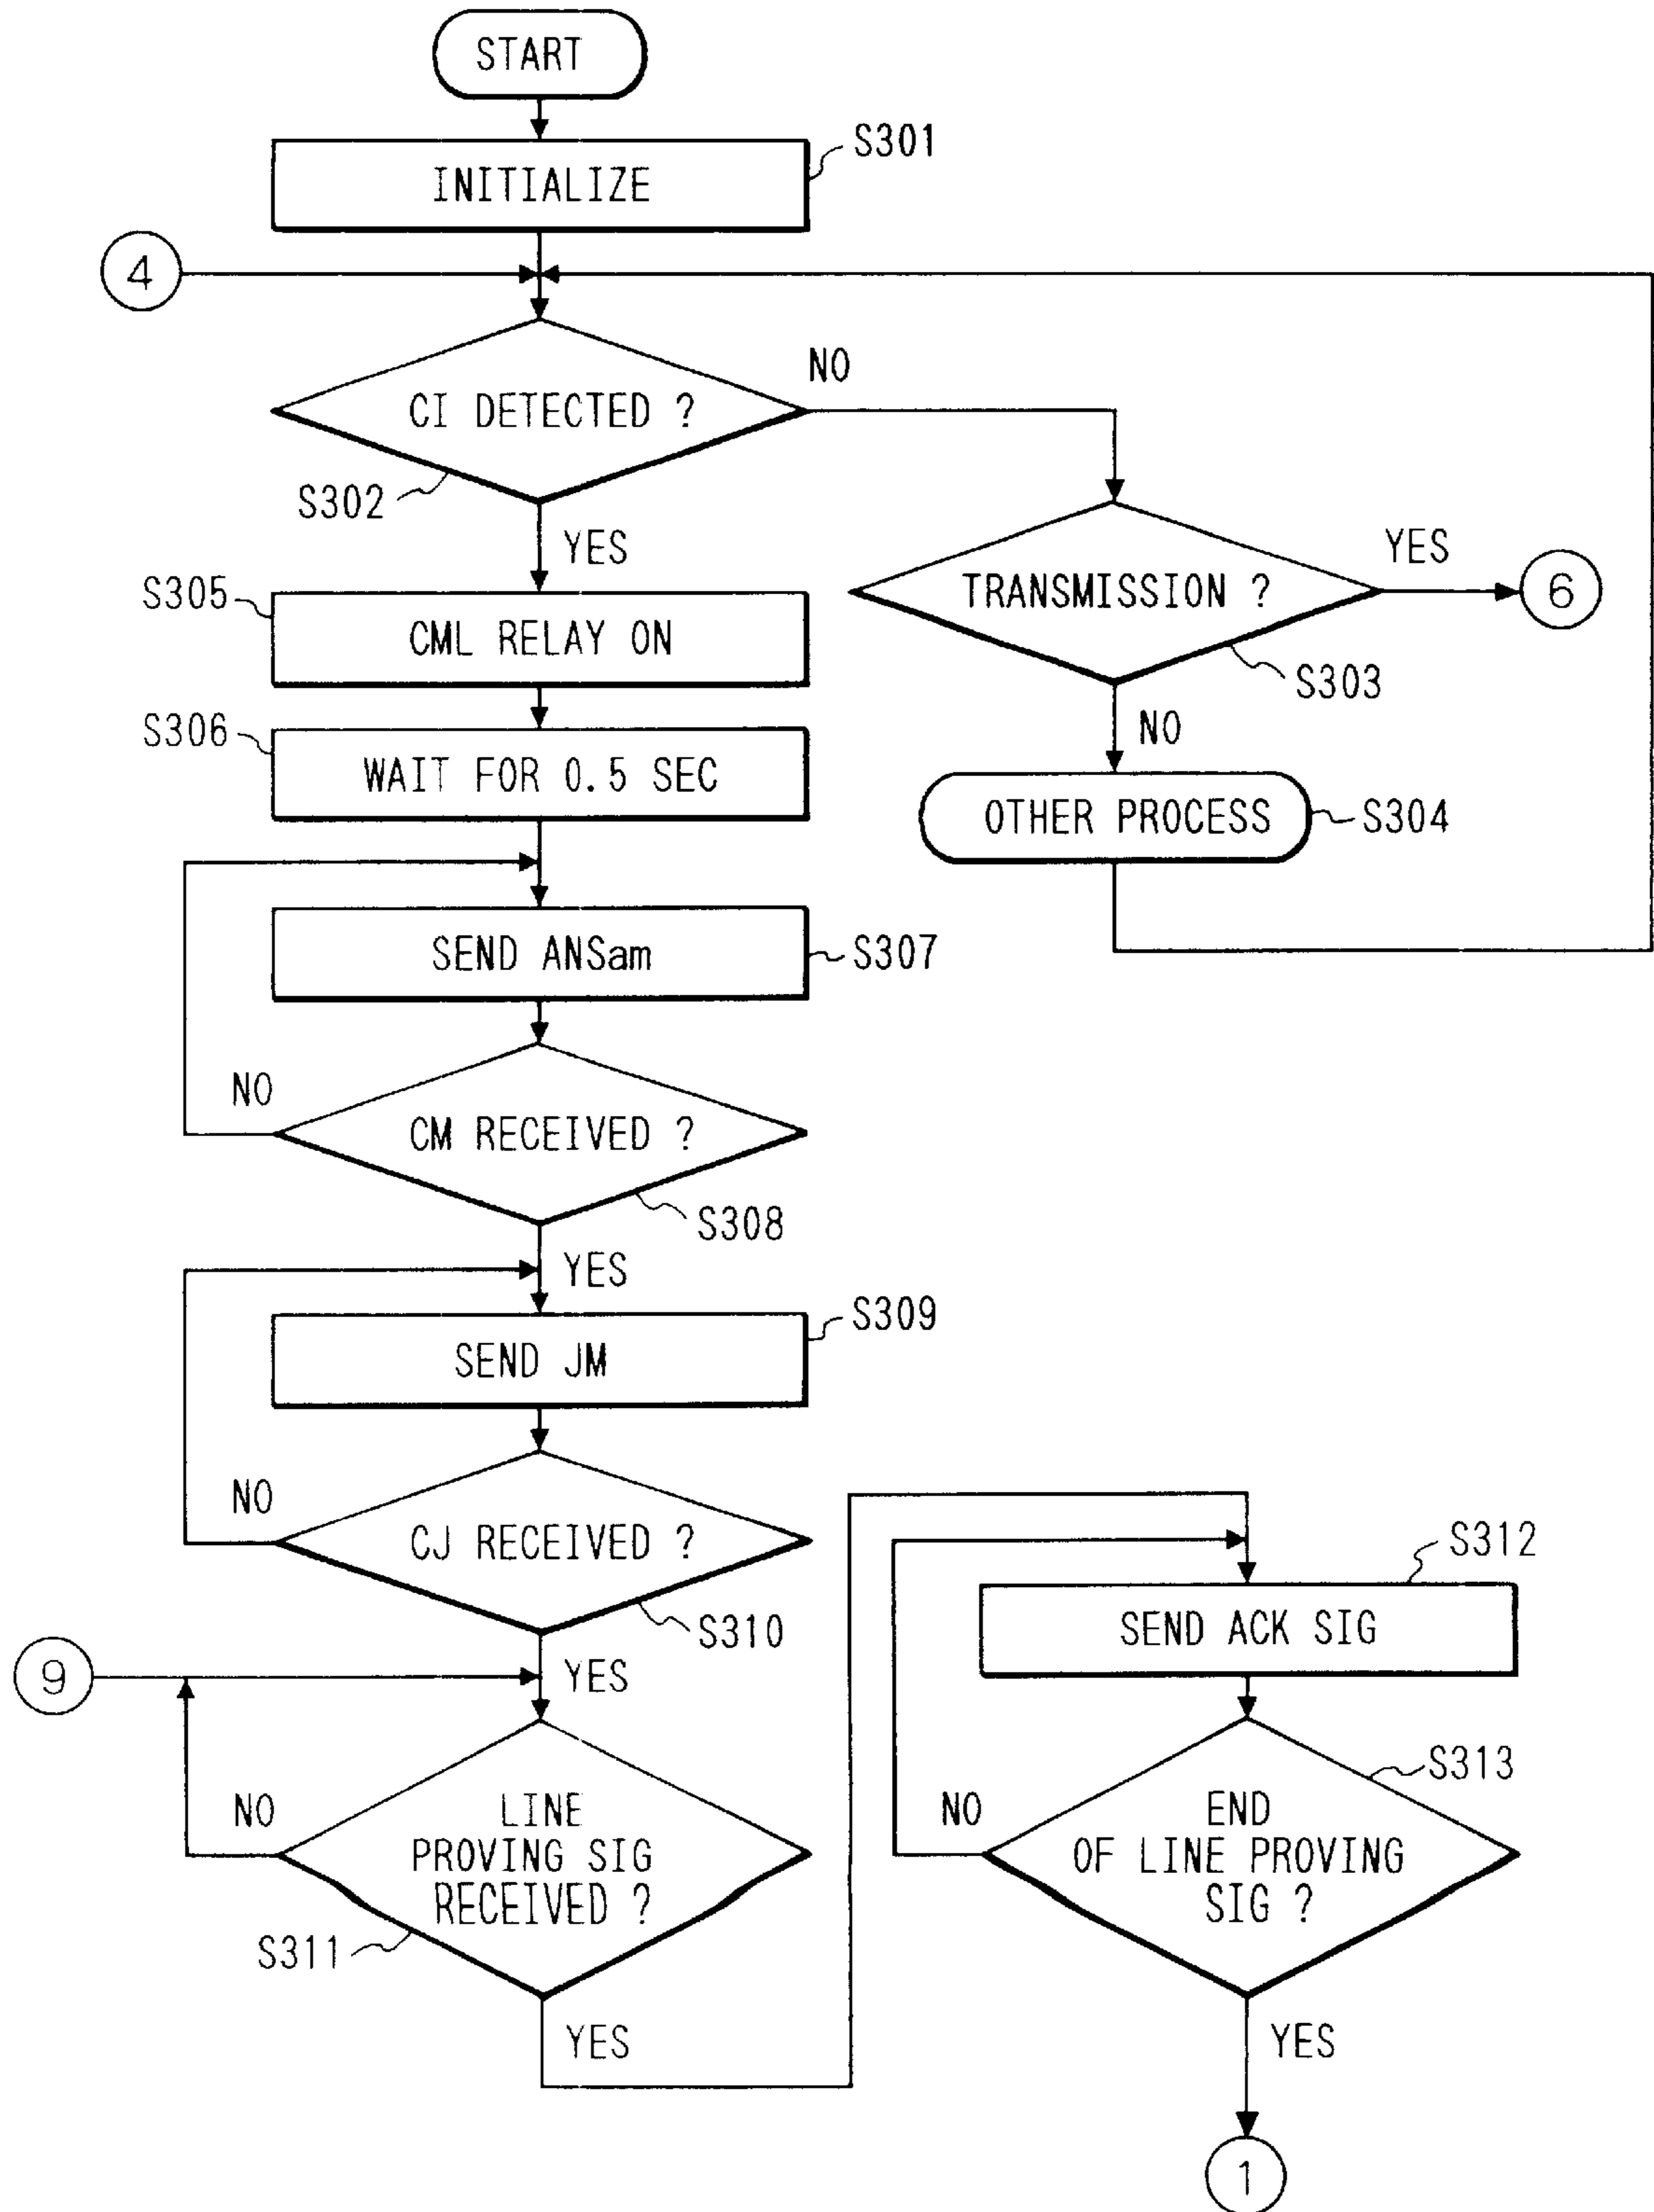 START
INITIALIZE
S301
4
CI DETECTED ?
NO
S302
YES
TRANSMISSION ?
YES
6
S303
NO
OTHER PROCESS
S304
S305
CML RELAY ON
S306
WAIT FOR 0.5 SEC
SEND ANSam
S307
NO
CM RECEIVED ?
S308
YES
SEND JM
S309
NO
CJ RECEIVED ?
S310
9
YES
NO
LINE
PROVING SIG
RECEIVED ?
S311
YES
S312
SEND ACK SIG
S313
NO
END
OF LINE PROVING
SIG ?
YES
1